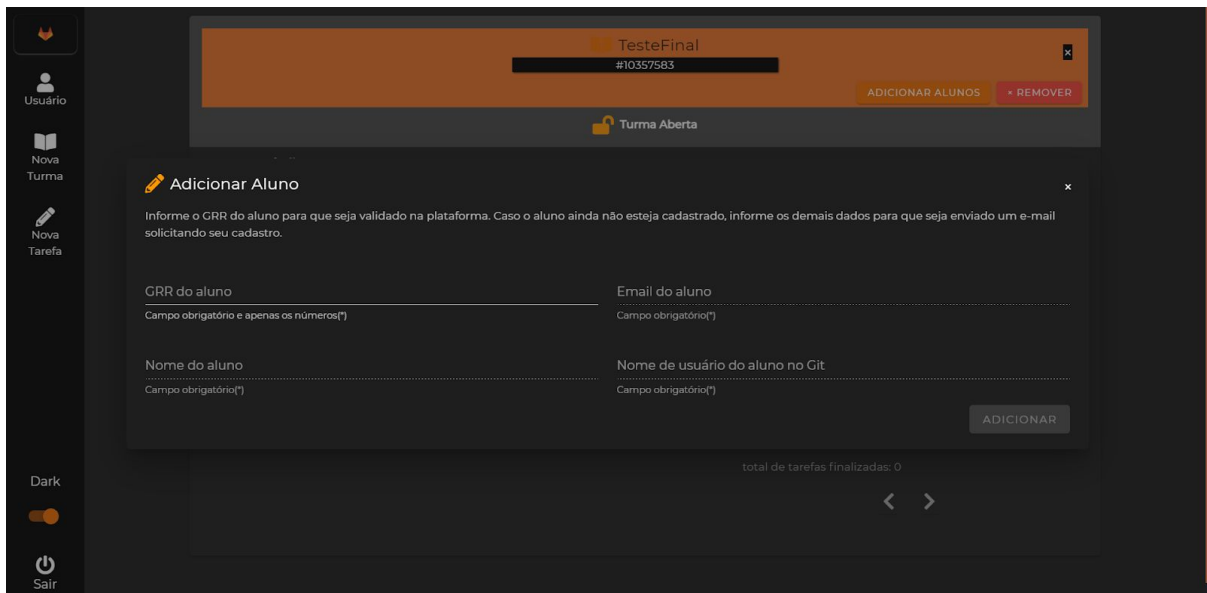 TesteFinal
#10357583
ADICIONAR ALUNOS
× REMOVER
Turma Aberta
Usuário
Nova
Turma
Nova
Tarefa
Adicionar Aluno
Informe o GRR do aluno para que seja validado na plataforma. Caso o aluno ainda não esteja cadastrado, informe os demais dados para que seja enviado um e-mail
solicitando seu cadastro.
GRR do aluno
Campo obrigatório e apenas os números(*)
Email do aluno
Campo obrigatório(*)
Nome do aluno
Campo obrigatório(*)
Nome de usuário do aluno no Git
Campo obrigatório(*)
ADICIONAR
total de tarefas finalizadas: 0
Dark
Sair